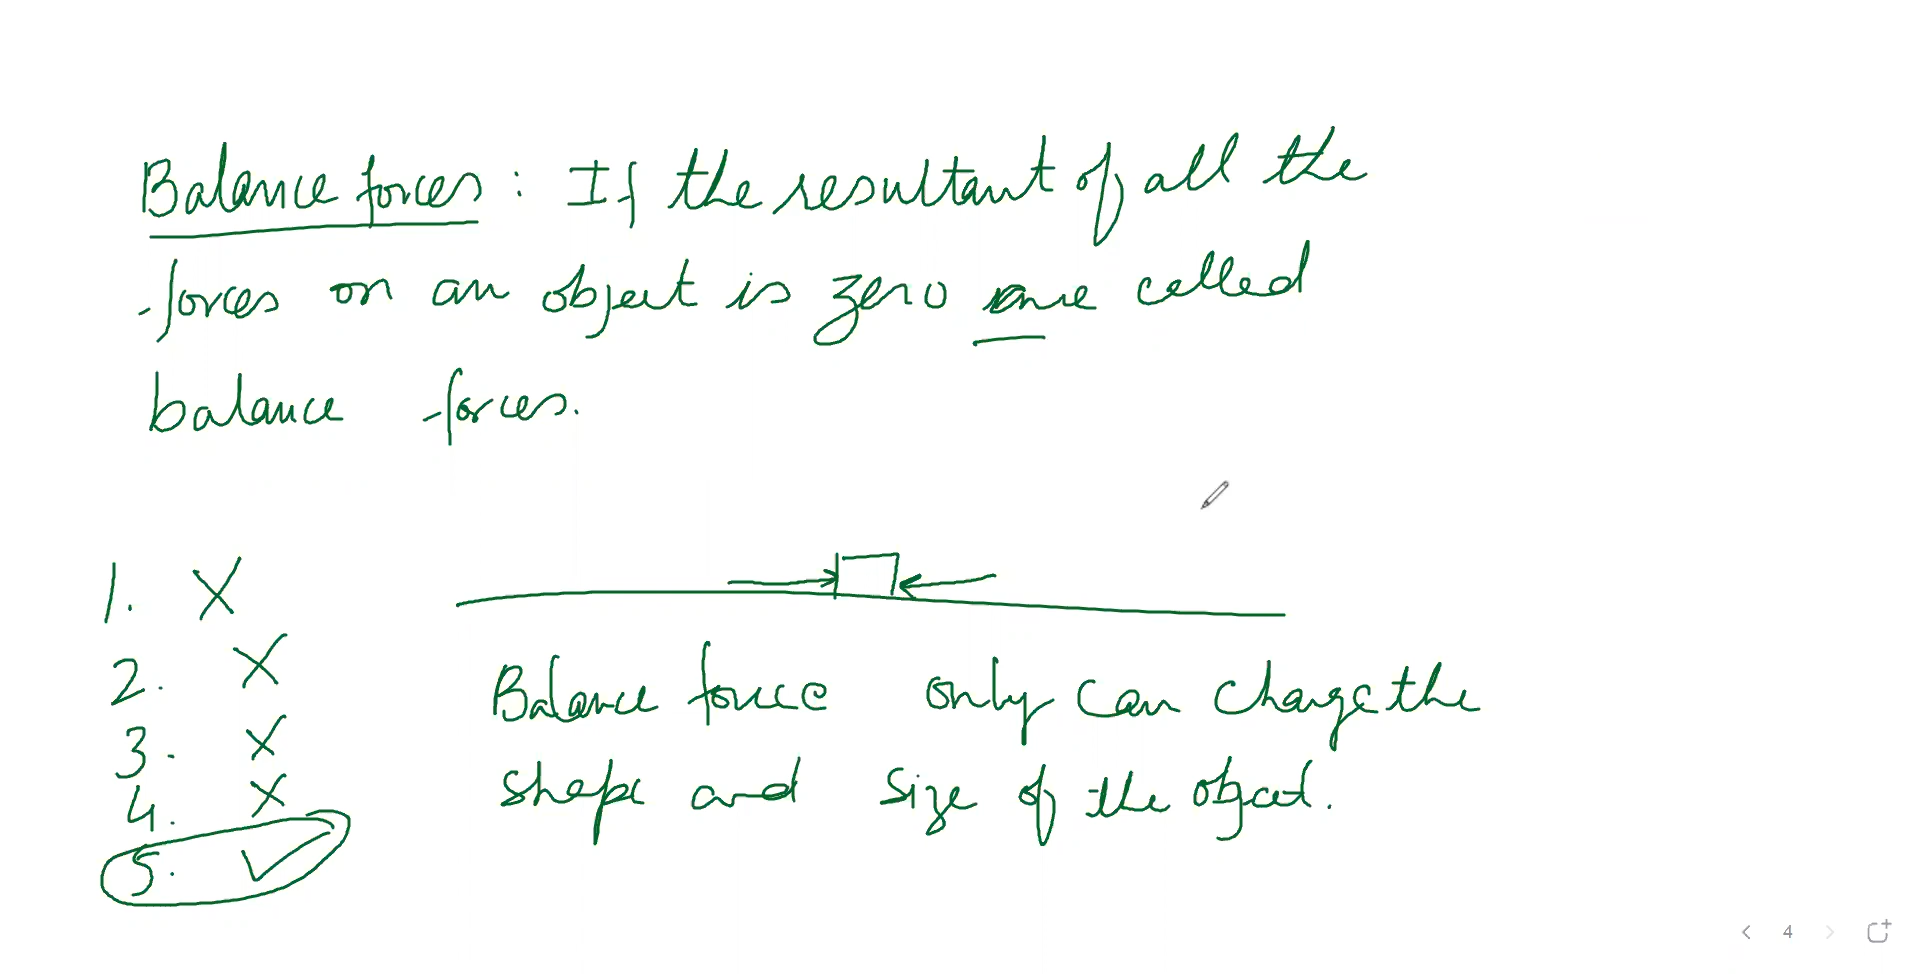 Balance forces : If the resultant of all the
forces on an object is zero are called
balance forces.
1. X
2. X
3. X
4. X
5. ✓
Balance force only can change the
shape and size of the object.
4